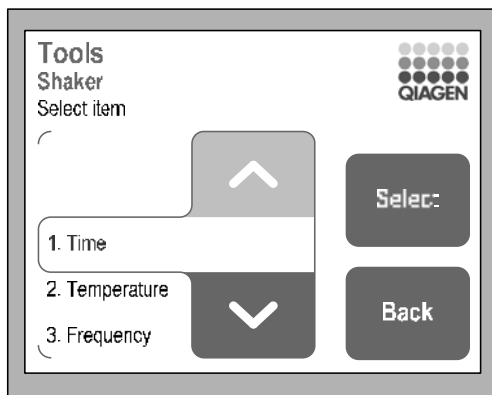 Tools
Shaker
Select item
QIAGEN
1. Time
2. Temperature
3. Frequency
Select
Back